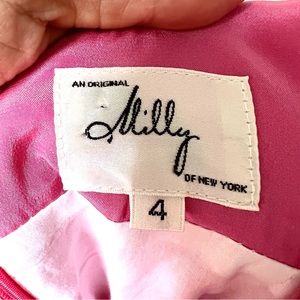 AN ORIGINAL
Milly
OF NEW YORK
4